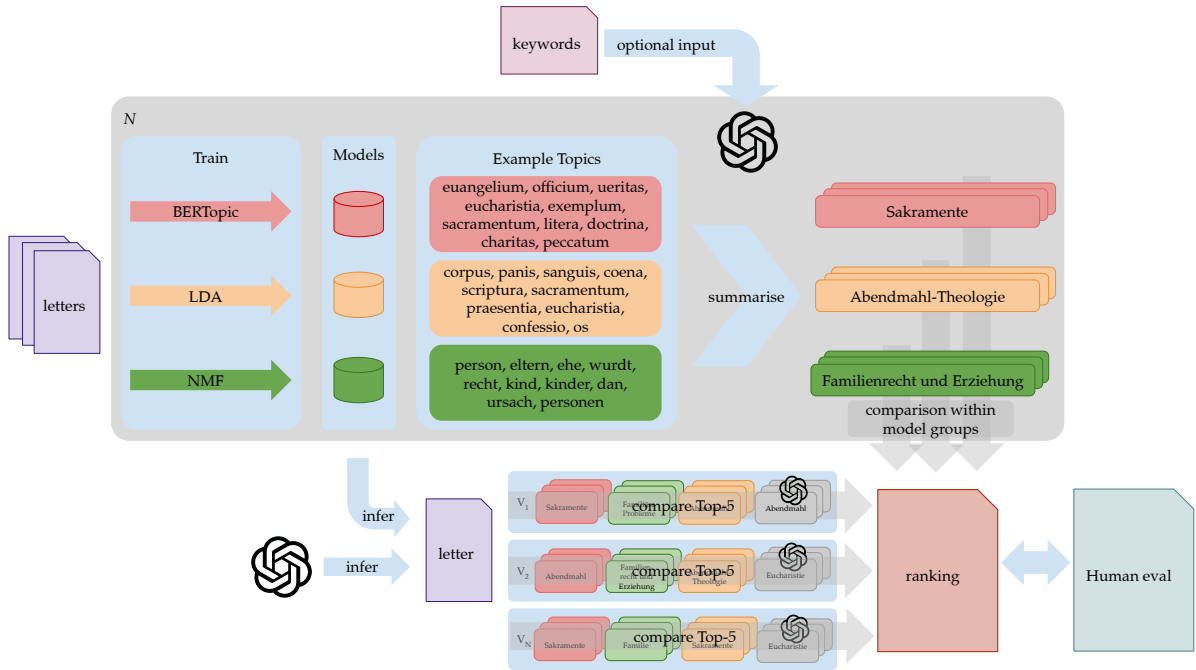 keywords
optional input
N
Train
Models
Example Topics
BERTopic
euangelium, officium, ueritas,
eucharistia, exemplum,
sacramentum, litera, doctrina,
charitas, peccatum
Sakramente
letters
LDA
corpus, panis, sanguis, coena,
scriptura, sacramentum,
praesentia, eucharistia,
confessio, os
summarise
Abendmahl-Theologie
NMF
person, eltern, ehe, wurdt,
recht, kind, kinder, dan,
ursach, personen
Familienrecht und Erziehung
comparison within
model groups
infer
infer
letter
V1
Sakramente
Probleme
Abendmahl
compare Top-5
V2
Abendmahl
Familien-
recht und
Erziehung
Theologie
Eucharistie
compare Top-5
VN
Sakramente
Familie
Sakramente
Eucharistie
compare Top-5
ranking
Human eval